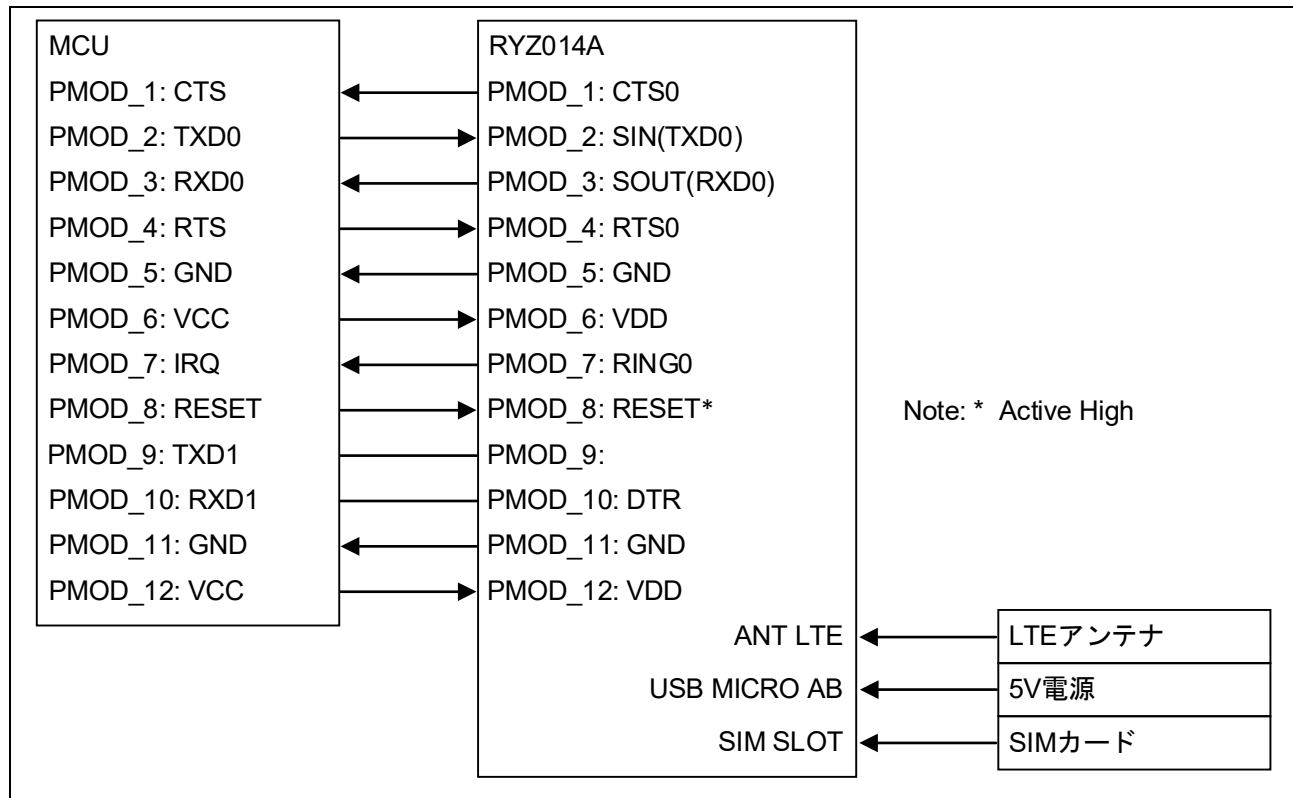 MCU
RYZ014A
PMOD_1: CTS
PMOD_1: CTS0
PMOD_2: TXD0
PMOD_2: SIN(TXD0)
PMOD_3: RXD0
PMOD_3: SOUT(RXD0)
PMOD_4: RTS
PMOD_4: RTS0
PMOD_5: GND
PMOD_5: GND
PMOD_6: VCC
PMOD_6: VDD
PMOD_7: IRQ
PMOD_7: RING0
PMOD_8: RESET
PMOD_8: RESET*
Note: * Active High
PMOD_9: TXD1
PMOD_9:
PMOD_10: RXD1
PMOD_10: DTR
PMOD_11: GND
PMOD_11: GND
PMOD_12: VCC
PMOD_12: VDD
ANT LTE
LTEアンテナ
USB MICRO AB
5V電源
SIM SLOT
SIMカード